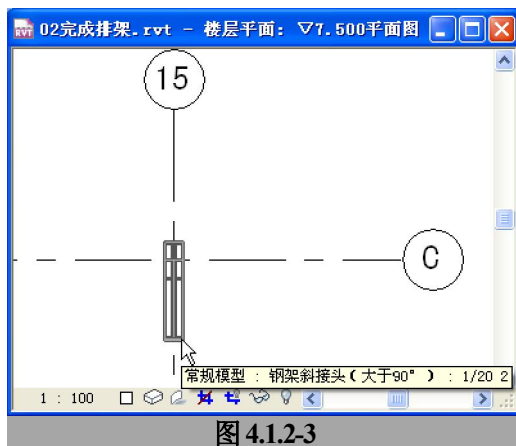 02完成排架.rvt - 楼层平面: ▽7.500平面图
15
C
常规模型 : 钢架斜接头(大于90°) : 1/20 2
1 : 100
图 4.1.2-3